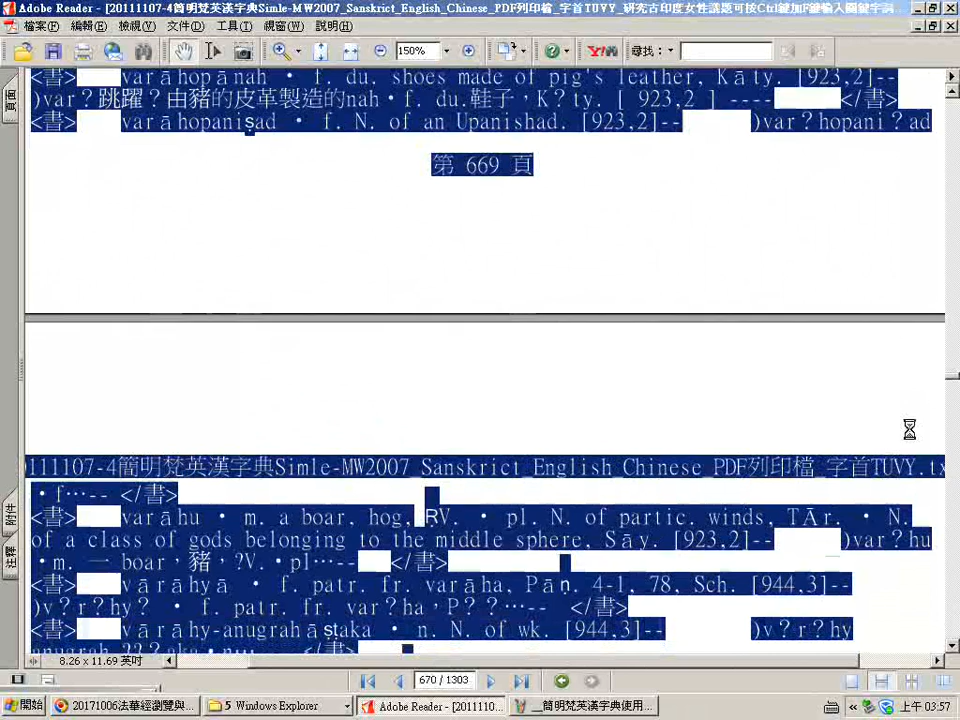 Adobe Reader - [20111107-4簡明梵英漢字典Simle-MW2007_Sanskrict_English_Chinese_PDF列印檔_字首TUVY_研究古印度女性議題可按Ctrl鍵加F鍵輸入關鍵字詞...
檔案(F) 編輯(E) 檢視(V) 文件(D) 工具(T) 視窗(W) 說明(H)
150% 尋找:
頁面
<書> varāhopānah • f. du. shoes made of pig's leather, Kāty. [923,2]--
)var？跳躍？由豬的皮革製造的nah•f. du.鞋子，K？ty. [ 923,2 ] ---- </書>
<書> varāhopaniṣad • f. N. of an Upanishad. [923,2]-- )var？hopani？ad
第 669 頁
0111107-4簡明梵英漢字典Simle-MW2007_Sanskrict_English_Chinese_PDF列印檔_字首TUVY.tx
•f…-- </書>
<書> varāhu • m. a boar, hog, RV. • pl. N. of partic. winds, TĀr. • N.
of a class of gods belonging to the middle sphere, Sāy. [923,2]-- )var？hu
•m. 一 boar，豬，?V.•pl…-- </書>
<書> vārāhyā • f. patr. fr. varāha, Pāṇ. 4-1, 78, Sch. [944,3]--
)v？r？hy？ • f. patr. fr. var？ha，P？？…-- </書>
<書> vārāhy-anugrahāṣṭaka • n. N. of wk. [944,3]-- )v？r？hy
anugrah ???aka•n… </書>
附件
註釋
8.26 x 11.69 英吋
670 / 1303
開始 20171006法華經瀏覽與... 5 Windows Explorer Adobe Reader - [2011110... __簡明梵英字典使用... 上午 03:57